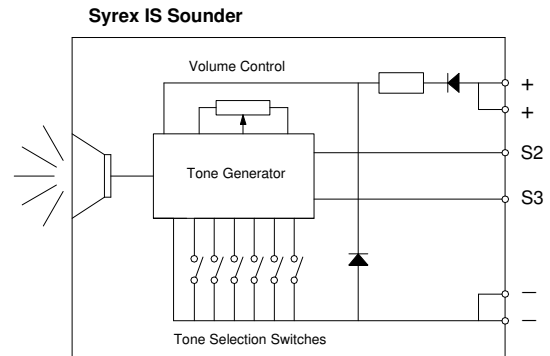 Syrex IS Sounder
Volume Control
+
+
S2
Tone Generator
S3
—
—
Tone Selection Switches